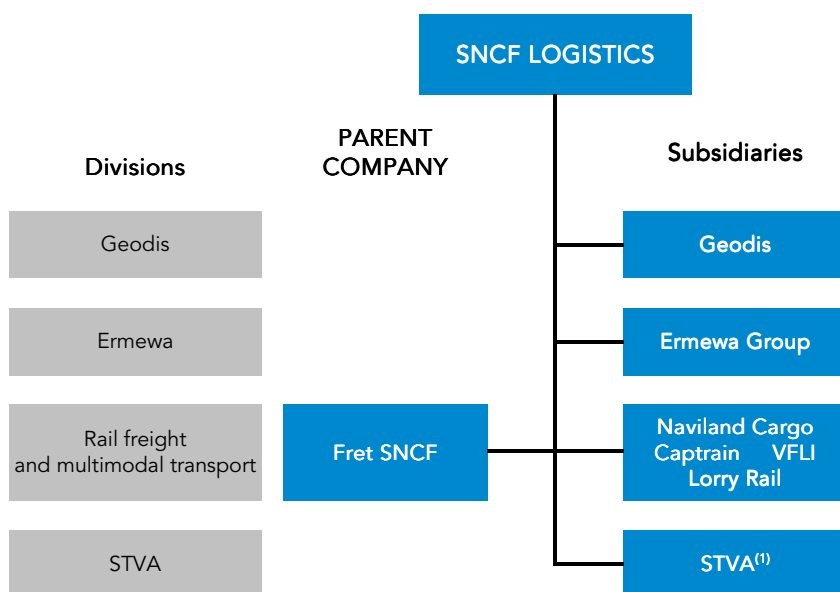 SNCF LOGISTICS
Divisions
PARENT
COMPANY
Subsidiaries
Geodis
Geodis
Ermewa
Ermewa Group
Rail freight
and multimodal transport
Fret SNCF
Naviland Cargo
Captrain VFLI
Lorry Rail
STVA
STVA(1)